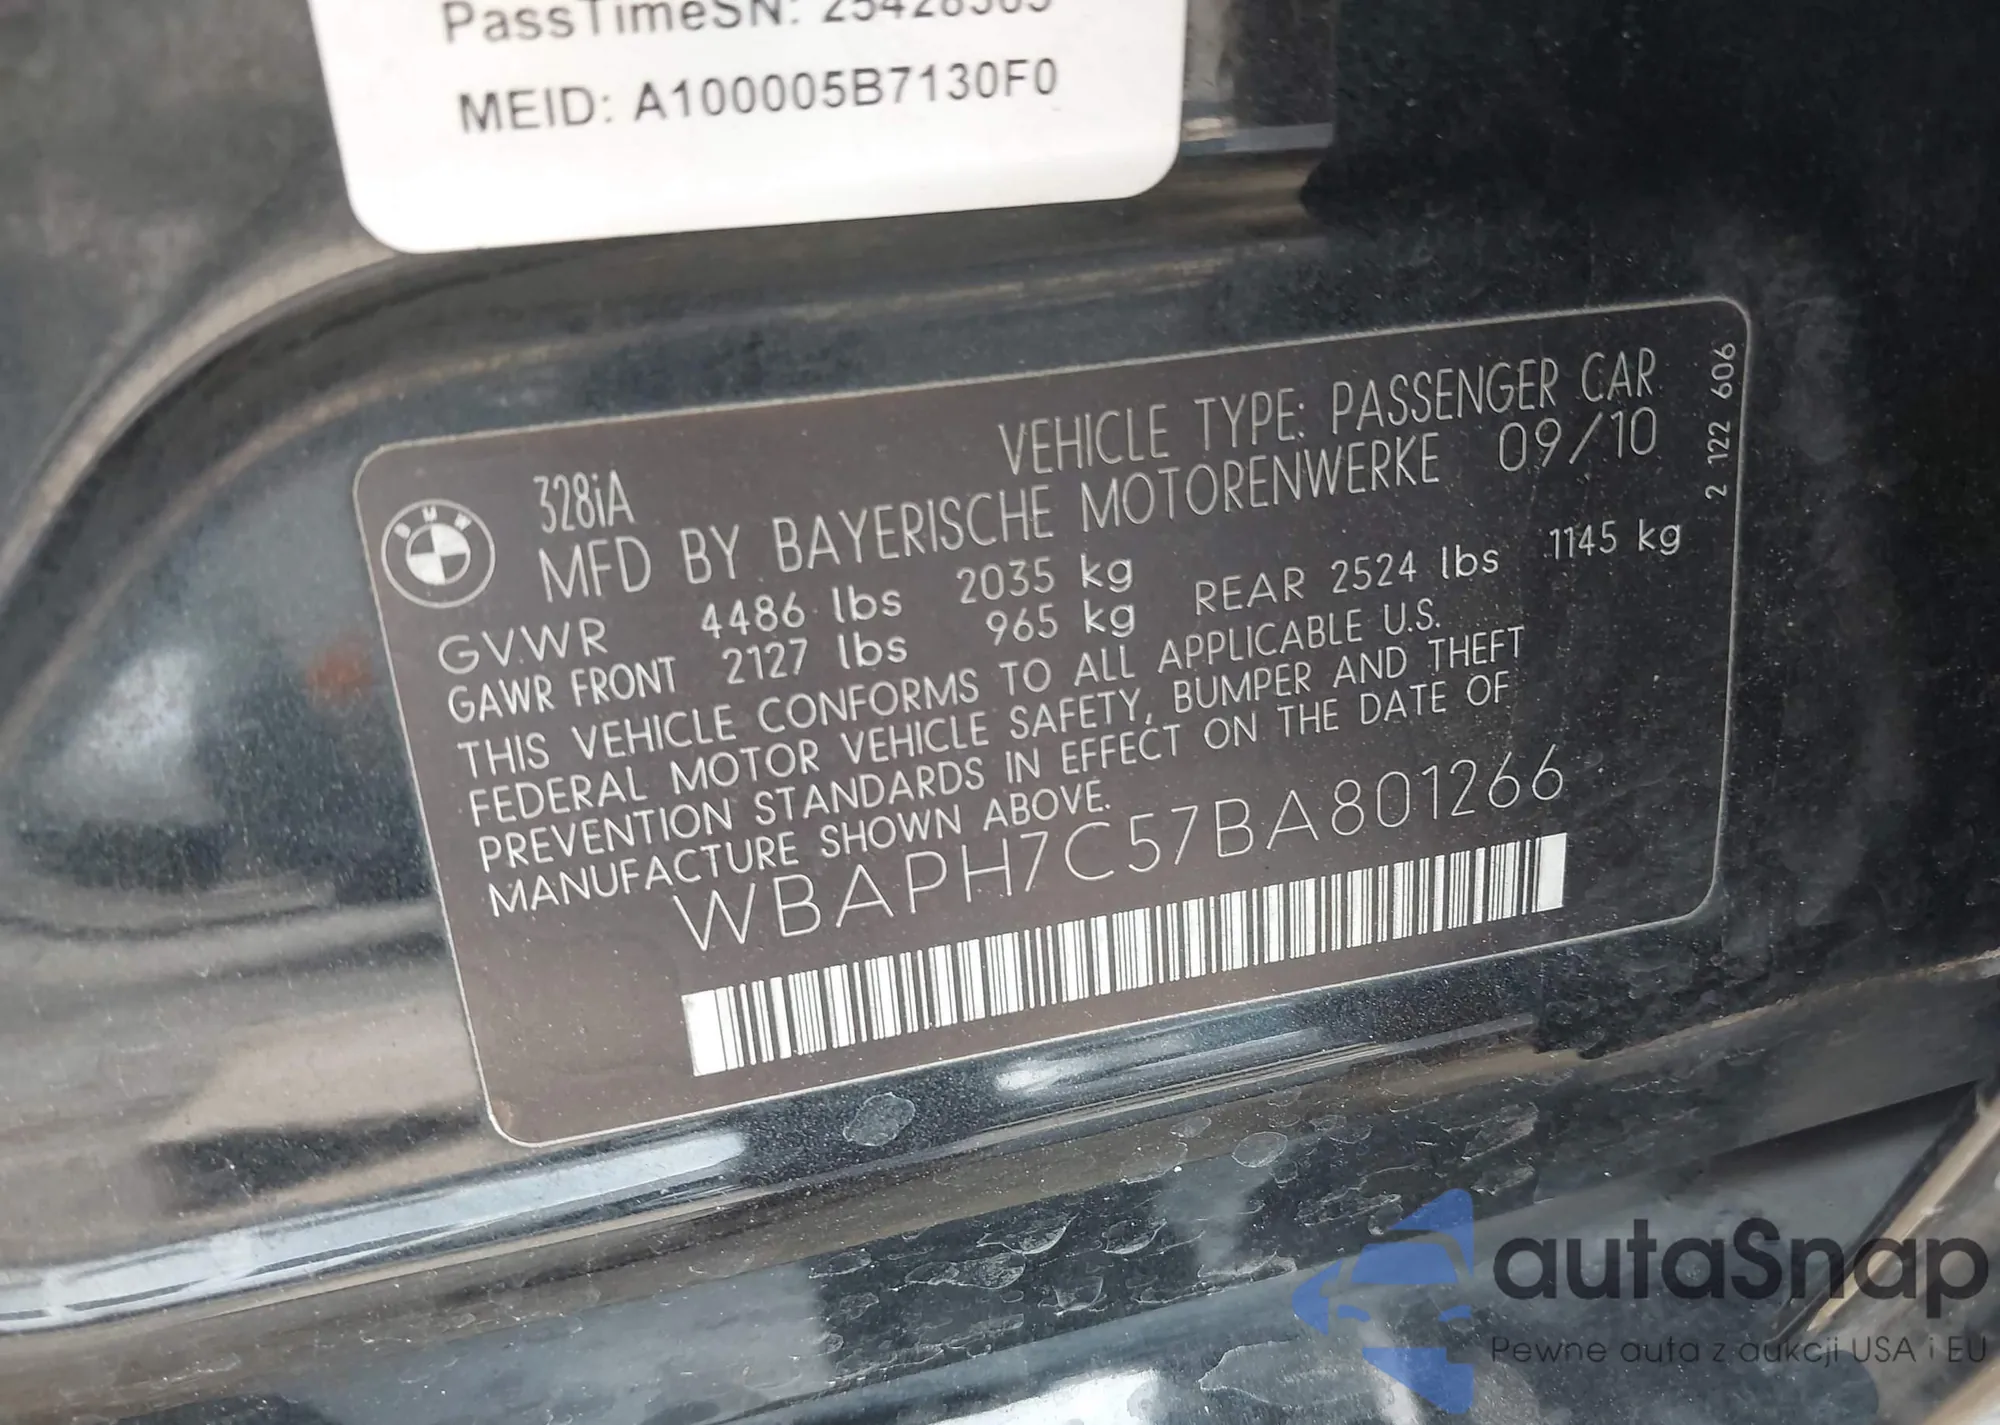 PassTimeSN: 25428505
MEID: A100005B7130F0
VEHICLE TYPE: PASSENGER CAR
328iA
MFD BY BAYERISCHE MOTORENWERKE 09/10
GVWR 4486 lbs 2035 kg
GAWR FRONT 2127 lbs 965 kg REAR 2524 lbs 1145 kg
THIS VEHICLE CONFORMS TO ALL APPLICABLE U.S.
FEDERAL MOTOR VEHICLE SAFETY, BUMPER AND THEFT
PREVENTION STANDARDS IN EFFECT ON THE DATE OF
MANUFACTURE SHOWN ABOVE.
WBAPH7C57BA801266
2 122 606
BMW
autaSnap
Pewne auta z aukcji USA i EU